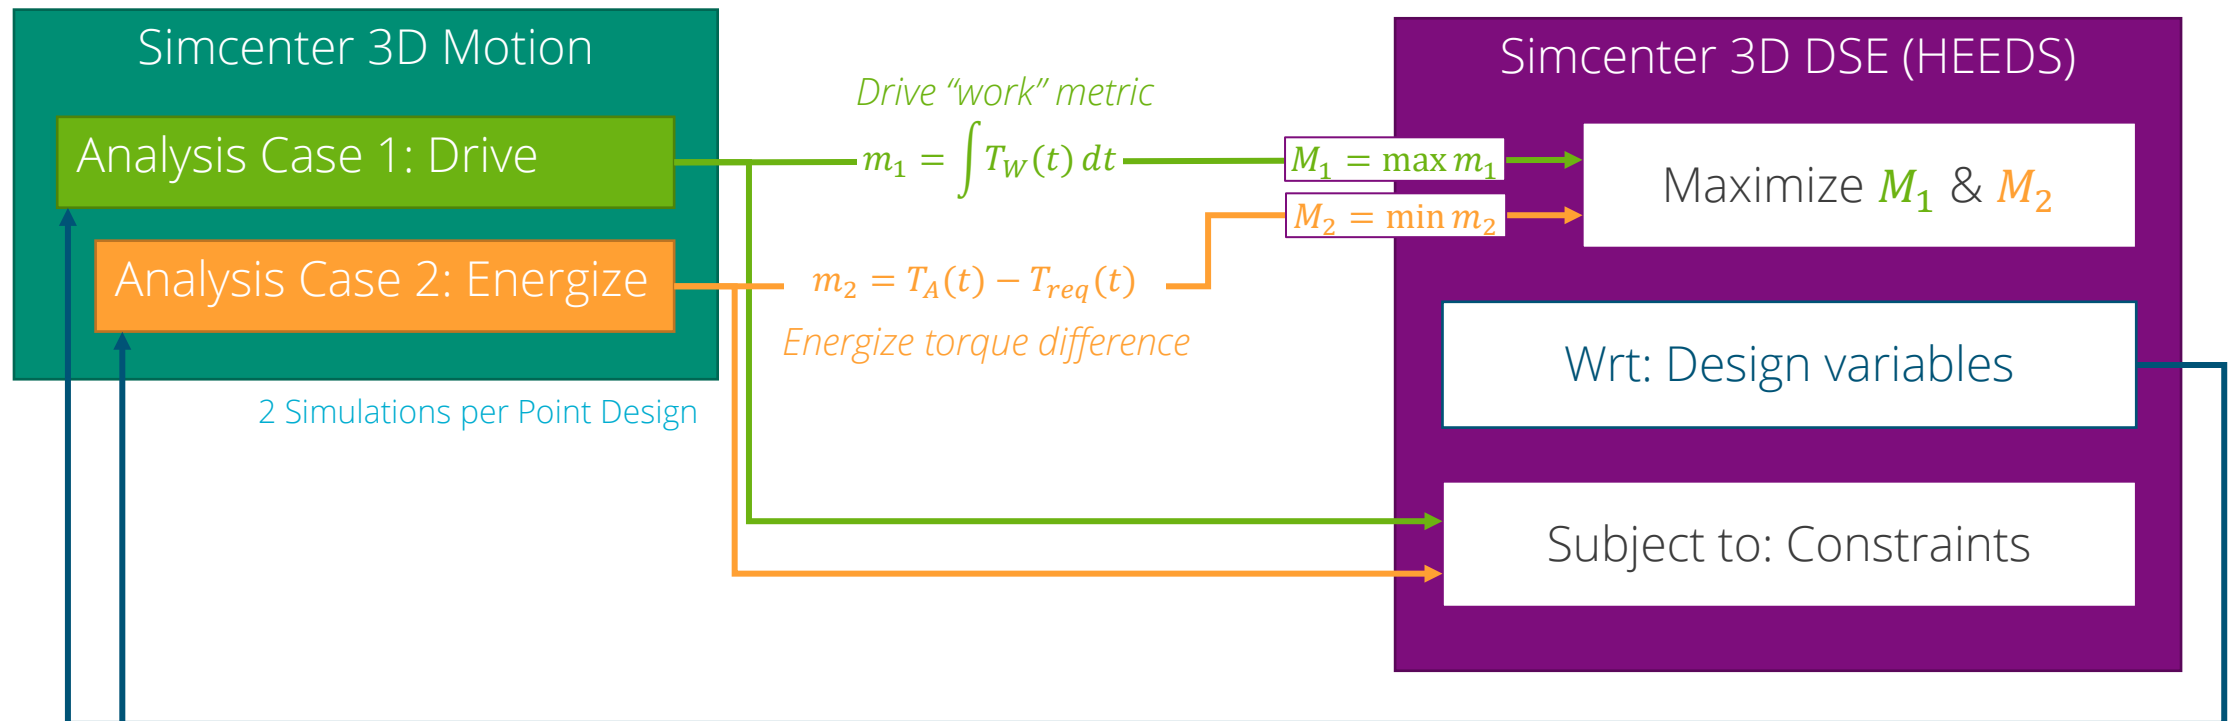 Simcenter 3D Motion
Analysis Case 1: Drive
Analysis Case 2: Energize
2 Simulations per Point Design
Drive “work” metric
m₁ = ∫ T_W(t) dt
m₂ = T_A(t) − T_req(t)
Energize torque difference
M₁ = max m₁
M₂ = min m₂
Simcenter 3D DSE (HEEDS)
Maximize M₁ & M₂
Wrt: Design variables
Subject to: Constraints